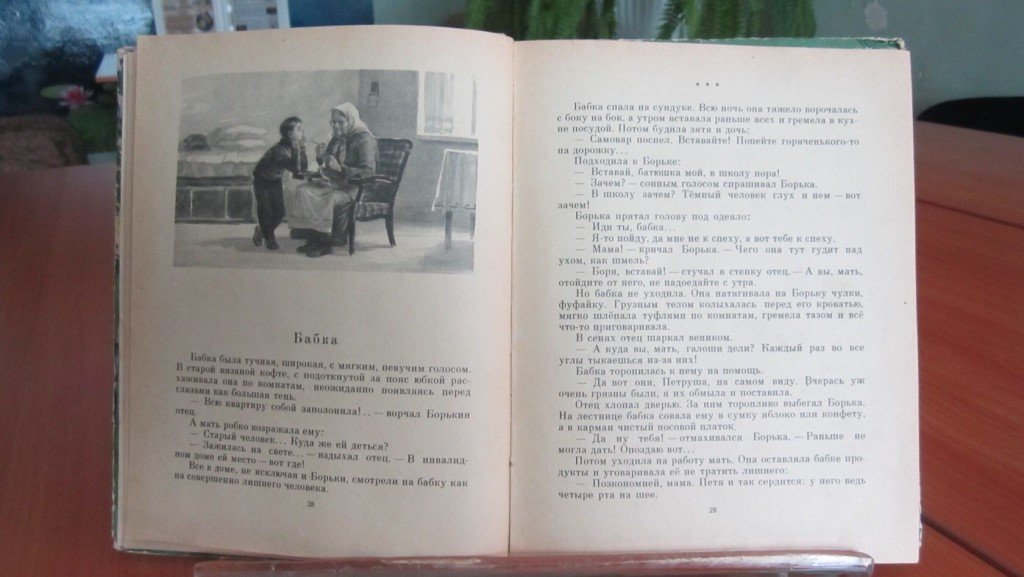 Бабка
Бабка была тучная, широкая, с мягким, певучим голосом.
В старой вязаной кофте, с подоткнутой за пояс юбкой рас-
хаживала она по комнатам, неожиданно появляясь перед
глазами как большая тень.
— Всю квартиру собой заполонила!.. — ворчал Борькин
отец.
А мать робко возражала ему:
— Старый человек... Куда же ей деться?
— Зажилась на свете... — вздыхал отец. — В инвалид-
ном доме ей место — вот где!
Все в доме, не исключая и Борьки, смотрели на бабку как
на совершенно лишнего человека.
28
* * *
Бабка спала на сундуке. Всю ночь она тяжело ворочалась
с боку на бок, а утром вставала раньше всех и гремела в кух-
не посудой. Потом будила зятя и дочь:
— Самовар поспел. Вставайте! Попейте горяченького-то
на дорожку...
Подходила к Борьке:
— Вставай, батюшка мой, в школу пора!
— Зачем? — сонным голосом спрашивал Борька.
— В школу зачем? Тёмный человек глух и нем — вот
зачем!
Борька прятал голову под одеяло:
— Иди ты, бабка...
— Я-то пойду, да мне не к спеху, а вот тебе к спеху.
— Мама! — кричал Борька. — Чего она тут гудит над
ухом, как шмель?
— Боря, вставай! — стучал в стенку отец. — А вы, мать,
отойдите от него, не надоедайте с утра.
Но бабка не уходила. Она натягивала на Борьку чулки,
фуфайку. Грузным телом колыхалась перед его кроватью,
мягко шлёпала туфлями по комнатам, гремела тазом и всё
что-то приговаривала.
В сенях отец шаркал веником.
— А куда вы, мать, галоши дели? Каждый раз во все
углы тыкаешься из-за них!
Бабка торопилась к нему на помощь.
— Да вот они, Петруша, на самом виду. Вчерась уж
очень грязны были, я их обмыла и поставила.
Отец хлопал дверью. За ним торопливо выбегал Борька.
На лестнице бабка совала ему в сумку яблоко или конфету,
а в карман чистый носовой платок.
— Да ну тебя! — отмахивался Борька. — Раньше не
могла дать! Опоздаю вот...
Потом уходила на работу мать. Она оставляла бабке про-
дукты и уговаривала её не тратить лишнего:
— Поэкономней, мама. Петя и так сердится: у него ведь
четыре рта на шее.
29